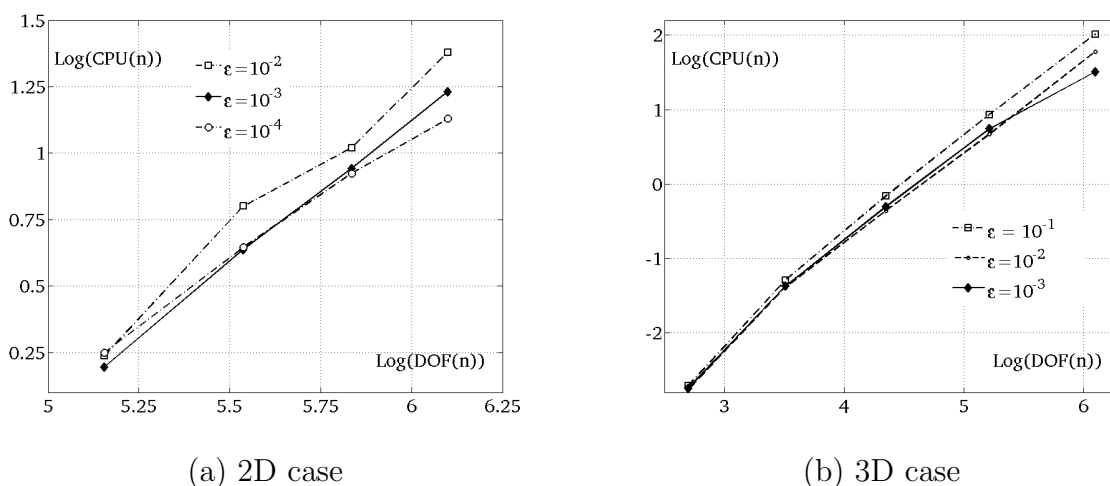 1.5
1.25
1
0.75
0.5
0.25
5
5.25
5.5
5.75
6
6.25
Log(CPU(n))
ε=10-2
ε=10-3
ε=10-4
Log(DOF(n))
(a) 2D case
2
1
0
-1
-2
3
4
5
6
Log(CPU(n))
ε = 10-1
ε=10-2
ε=10-3
Log(DOF(n))
(b) 3D case